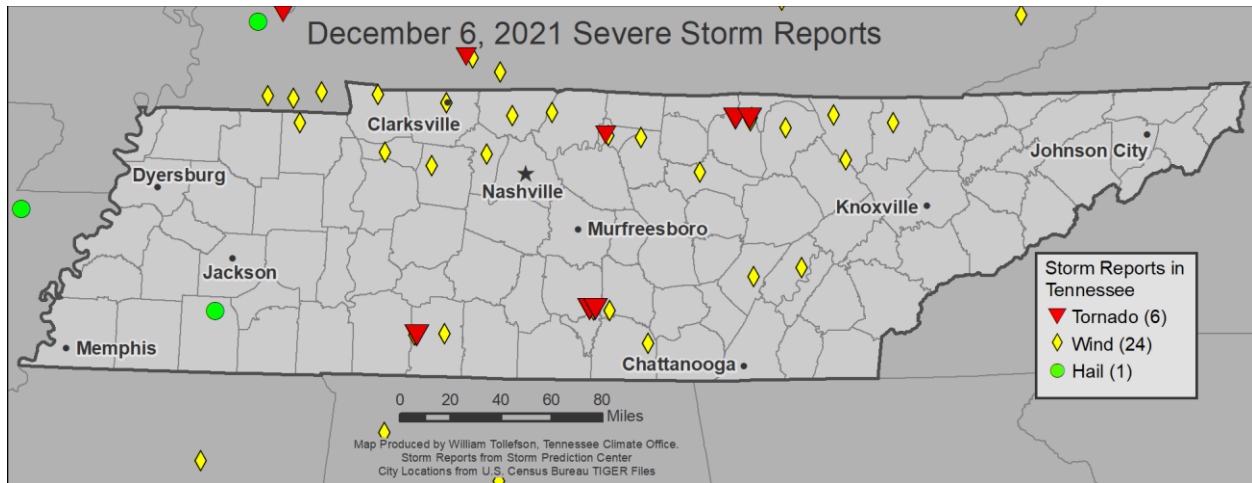 December 6, 2021 Severe Storm Reports
Clarksville
Johnson City
Dyersburg
Nashville
Knoxville
Murfreesboro
Jackson
Storm Reports in
Tennessee
Tornado (6)
Wind (24)
Hail (1)
Memphis
Chattanooga
0 20 40 60 80
Miles
Map Produced by William Tollefson, Tennessee Climate Office.
Storm Reports from Storm Prediction Center
City Locations from U.S. Census Bureau TIGER Files